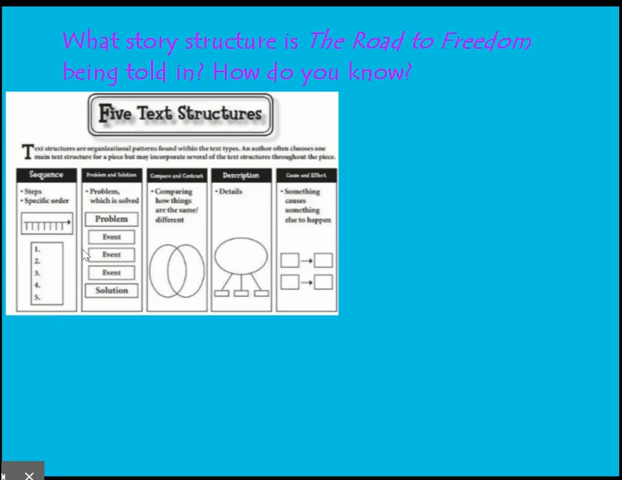 What story structure is The Road to Freedom
being told in? How do you know?
Five Text Structures
Text structures are organizational patterns found within the text types. An author often chooses one
main text structure for a piece but may incorporate several of the text structures throughout the piece.
Sequence
• Steps
• Specific order
1.
2.
3.
4.
5.
Problem and Solution
• Problem,
which is solved
Problem
Event
Event
Event
Solution
Compare and Contrast
• Comparing
how things
are the same/
different
Description
• Details
Cause and Effect
• Something
causes
something
else to happen